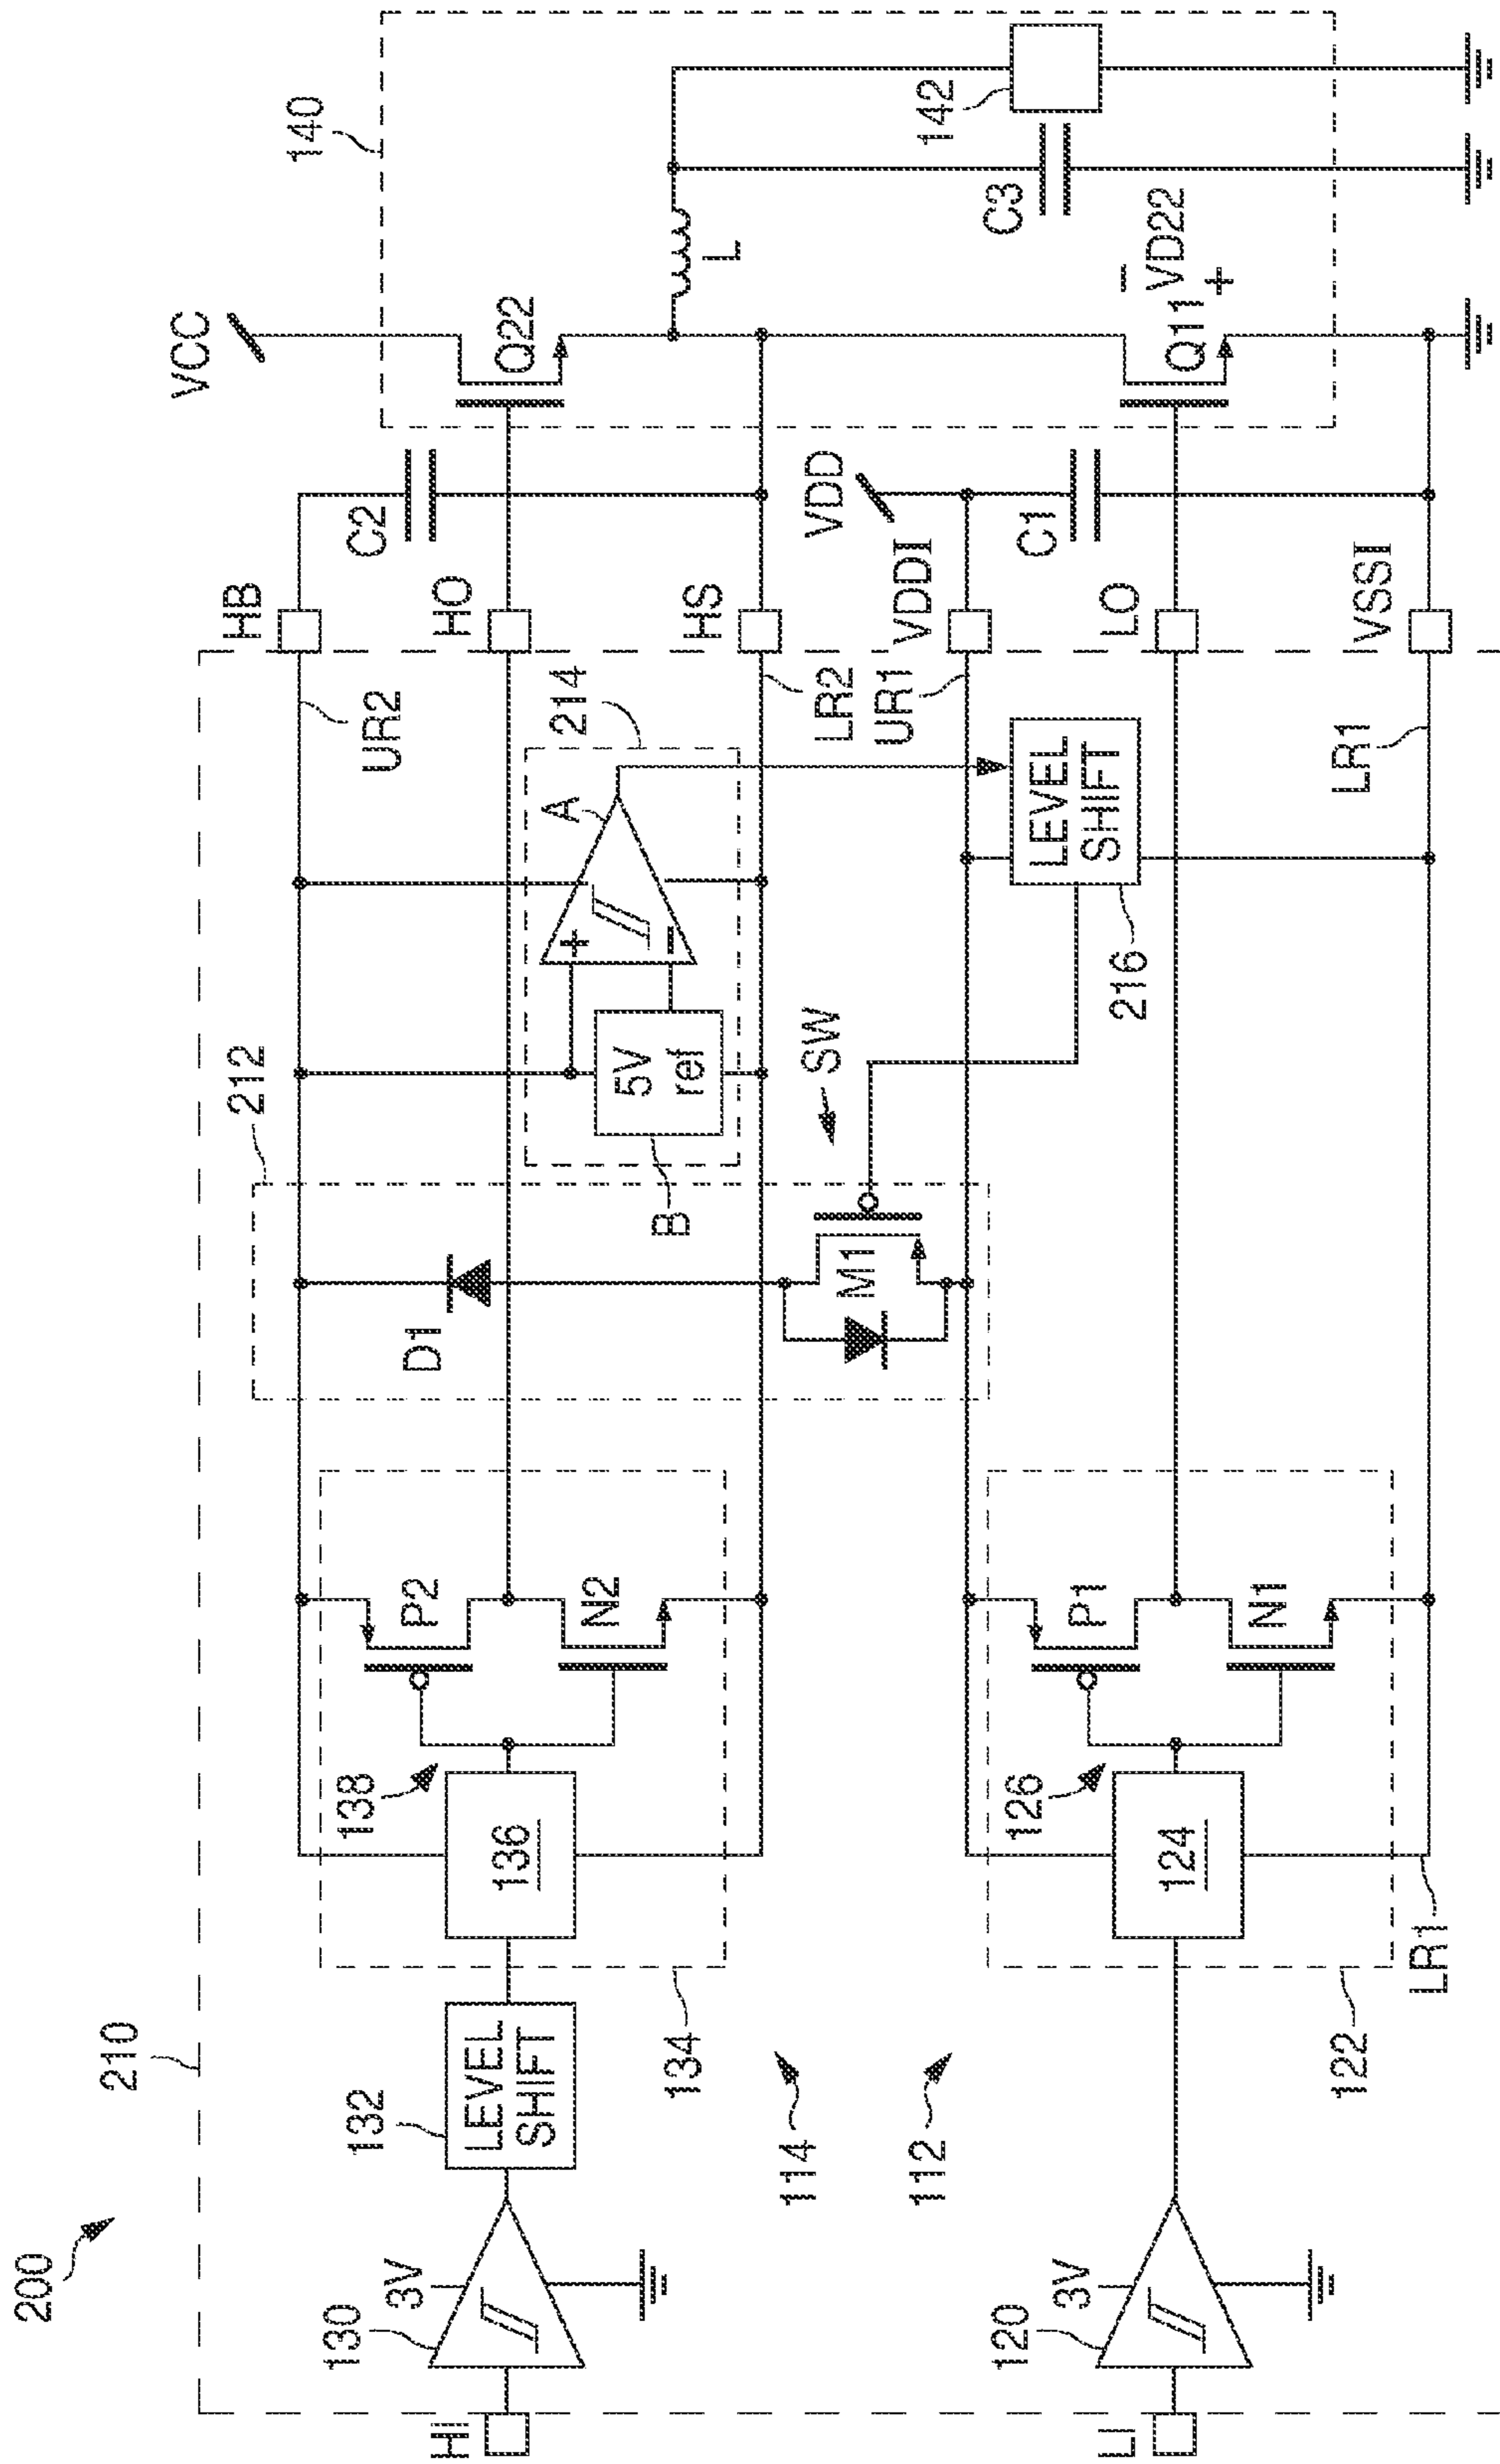 200
210
VCC
140
HB
C2
UR2
212
D1
HO
Q22
A
214
5V
ref
B
138
136
P2
N2
134
132
LEVEL
SHIFT
HI
130
3V
114
HS
LR2
L
C3
142
SW
M1
VDD
VDDI
UR1
112
LEVEL
SHIFT
216
C1
LO
Q11
–
VD22
+
126
124
P1
N1
122
LI
120
3V
VSSI
LR1
LR1